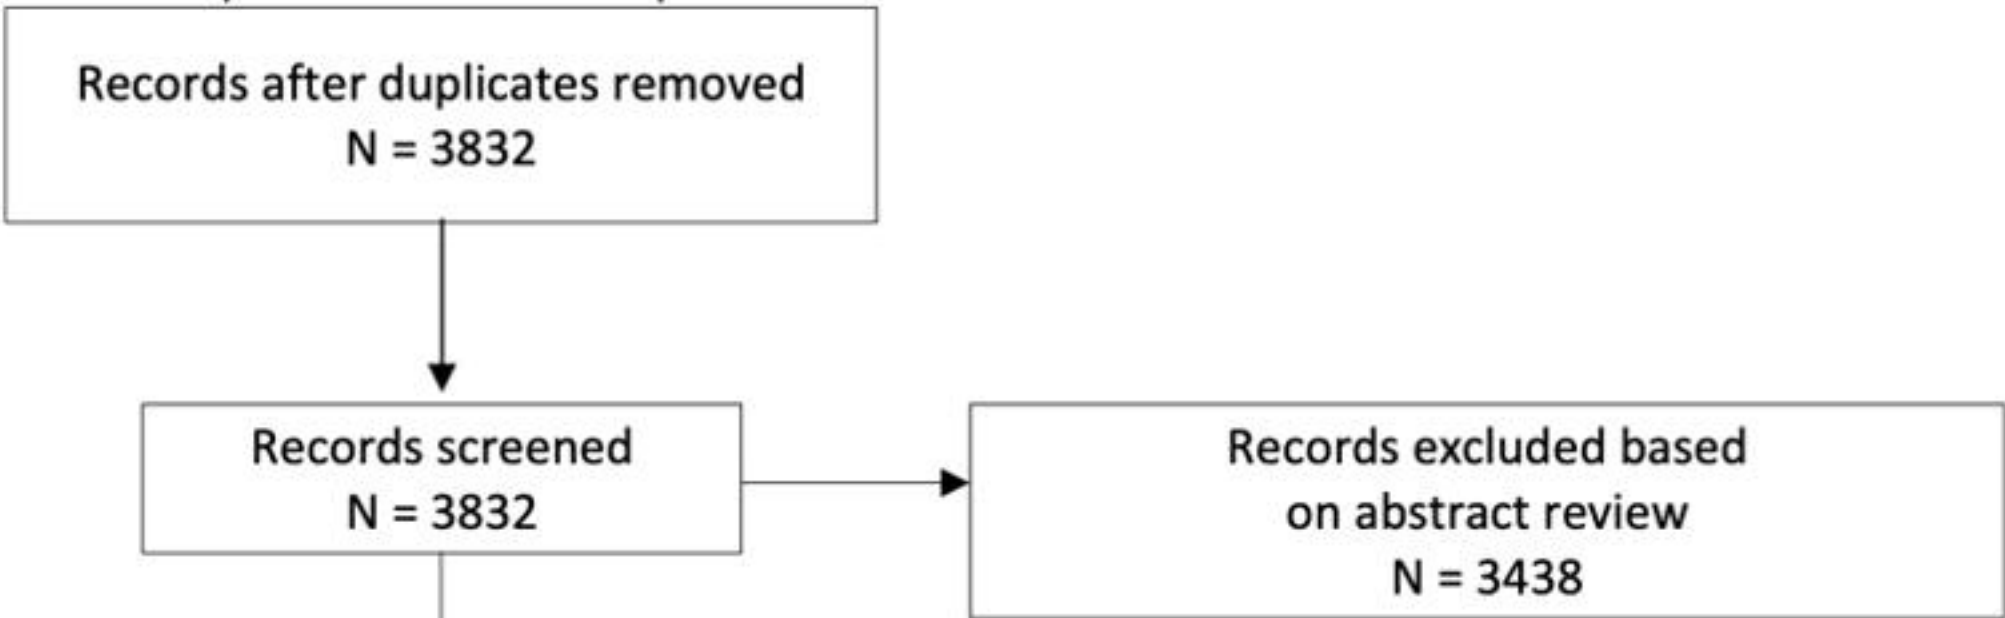 Records after duplicates removed
N = 3832
Records screened
N = 3832
Records excluded based
on abstract review
N = 3438